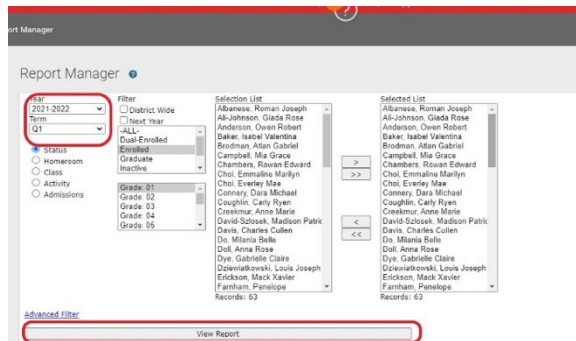 ort Manager
Report Manager
Year
2021-2022
Term
Q1
Status
Homeroom
Class
Activity
Admissions
Filter
District Wide
Next Year
-ALL-
Dual-Enrolled
Enrolled
Graduate
Inactive
Grade: 01
Grade: 02
Grade: 03
Grade: 04
Grade: 05
Selection List
Albanese, Roman Joseph
Ali-Johnson, Giada Rose
Anderson, Owen Robert
Baker, Isabel Valentina
Brodman, Atlan Gabriel
Campbell, Mia Grace
Chambers, Rowan Edward
Choi, Emmaline Marilyn
Choi, Everley Mae
Connery, Dara Michael
Coughlin, Carly Ryen
Creekmur, Anne Marie
David-Szlosek, Madison Patric
Davis, Charles Cullen
Do, Milania Belle
Doll, Anna Rose
Dye, Gabrielle Claire
Dziewiatkowski, Louis Joseph
Erickson, Mack Xavier
Farnham, Penelope
Records: 63
>
>>
<
<<
Selected List
Albanese, Roman Joseph
Ali-Johnson, Giada Rose
Anderson, Owen Robert
Baker, Isabel Valentina
Brodman, Atlan Gabriel
Campbell, Mia Grace
Chambers, Rowan Edward
Choi, Emmaline Marilyn
Choi, Everley Mae
Connery, Dara Michael
Coughlin, Carly Ryen
Creekmur, Anne Marie
David-Szlosek, Madison Patric
Davis, Charles Cullen
Do, Milania Belle
Doll, Anna Rose
Dye, Gabrielle Claire
Dziewiatkowski, Louis Joseph
Erickson, Mack Xavier
Farnham, Penelope
Records: 63
Advanced Filter
View Report